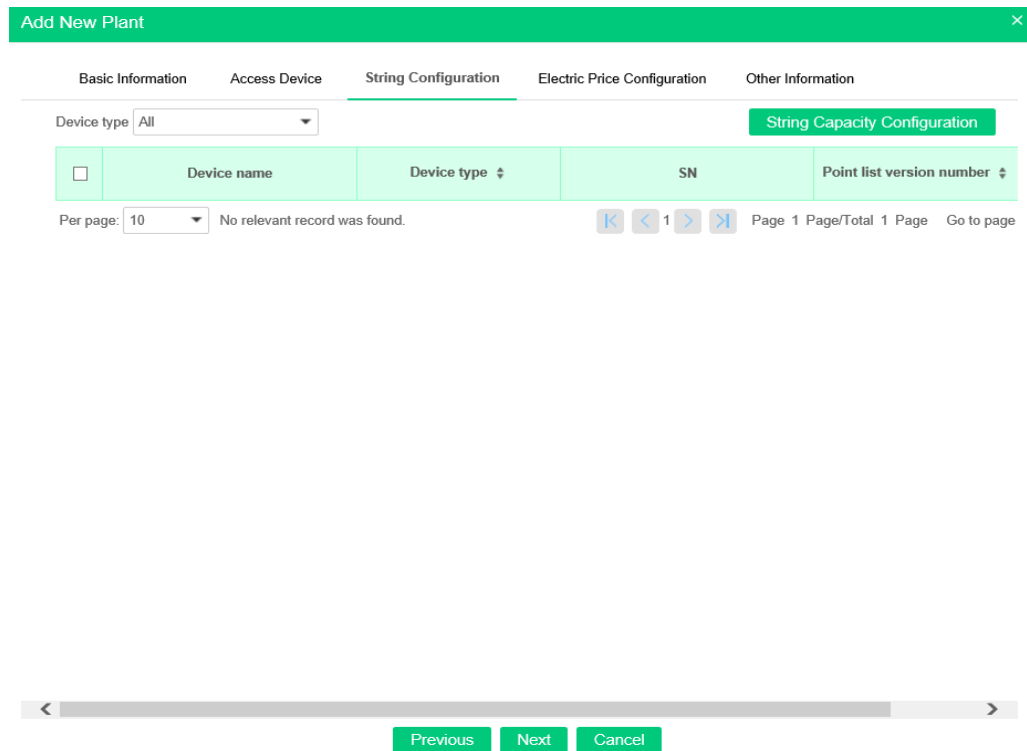 Add New Plant ×
Basic Information Access Device String Configuration Electric Price Configuration Other Information
Device type All String Capacity Configuration
Device name Device type SN Point list version number
Per page: 10 No relevant record was found. 1 Page 1 Page/Total 1 Page Go to page
Previous Next Cancel